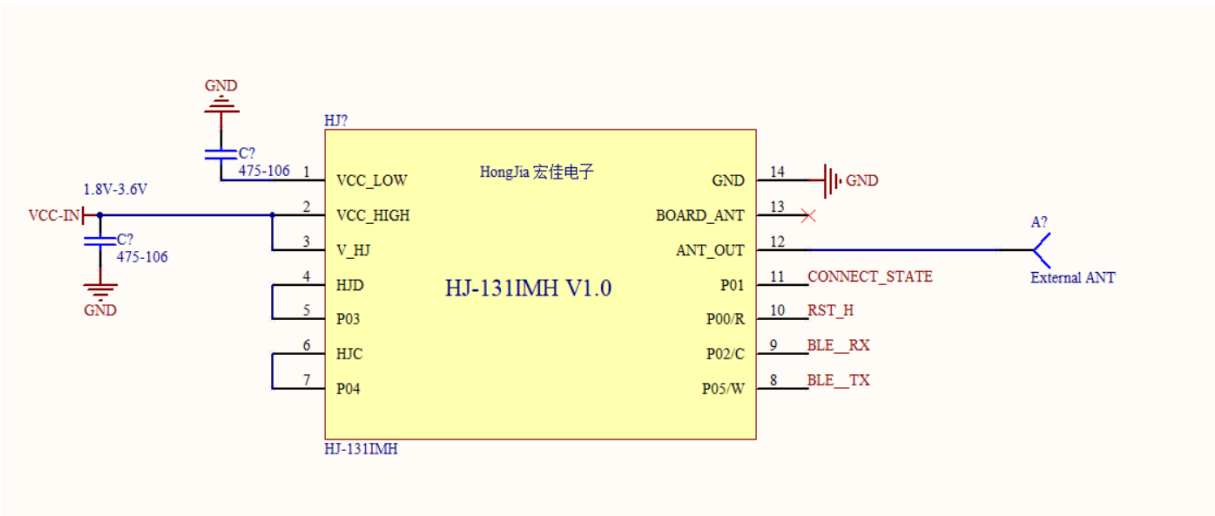 GND
HJ?
C?
475-106
1
VCC_LOW
HongJia 宏佳电子
GND
14
GND
1.8V-3.6V
VCC-IN
2
VCC_HIGH
BOARD_ANT
13
A?
C?
475-106
3
V_HJ
ANT_OUT
12
External ANT
GND
4
HJD
HJ-131IMH V1.0
P01
11
CONNECT_STATE
5
P03
P00/R
10
RST_H
6
HJC
P02/C
9
BLE__RX
7
P04
P05/W
8
BLE__TX
HJ-131IMH